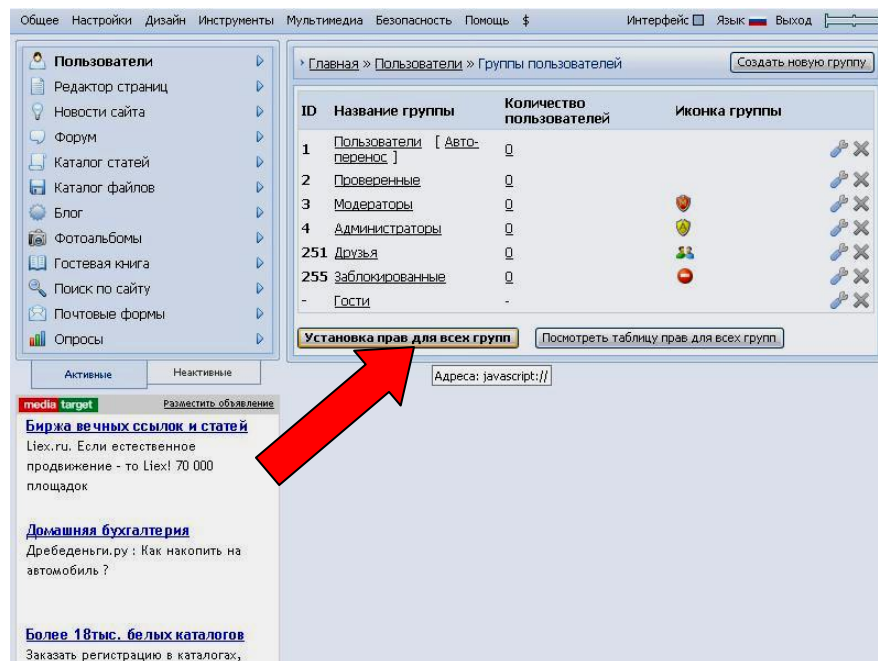 Общее Настройки Дизайн Инструменты Мультимедиа Безопасность Помощь $ Интерфейс Язык Выход
Пользователи
Редактор страниц
Новости сайта
Форум
Каталог статей
Каталог файлов
Блог
Фотоальбомы
Гостевая книга
Поиск по сайту
Почтовые формы
Опросы
Активные Неактивные
› Главная » Пользователи » Группы пользователей Создать новую группу
ID Название группы Количество пользователей Иконка группы
1 Пользователи [ Авто-
перенос ] 0
2 Проверенные 0
3 Модераторы 0
4 Администраторы 0
251 Друзья 0
255 Заблокированные 0
- Гости -
Установка прав для всех групп Посмотреть таблицу прав для всех групп
Адреса: javascript://
media target Разместить объявление
Биржа вечных ссылок и статей
Liex.ru. Если естественное
продвижение - то Liex! 70 000
площадок
Домашняя бухгалтерия
Дребеденьги.ру : Как накопить на
автомобиль ?
Более 18тыс. белых каталогов
Заказать регистрацию в каталогах,